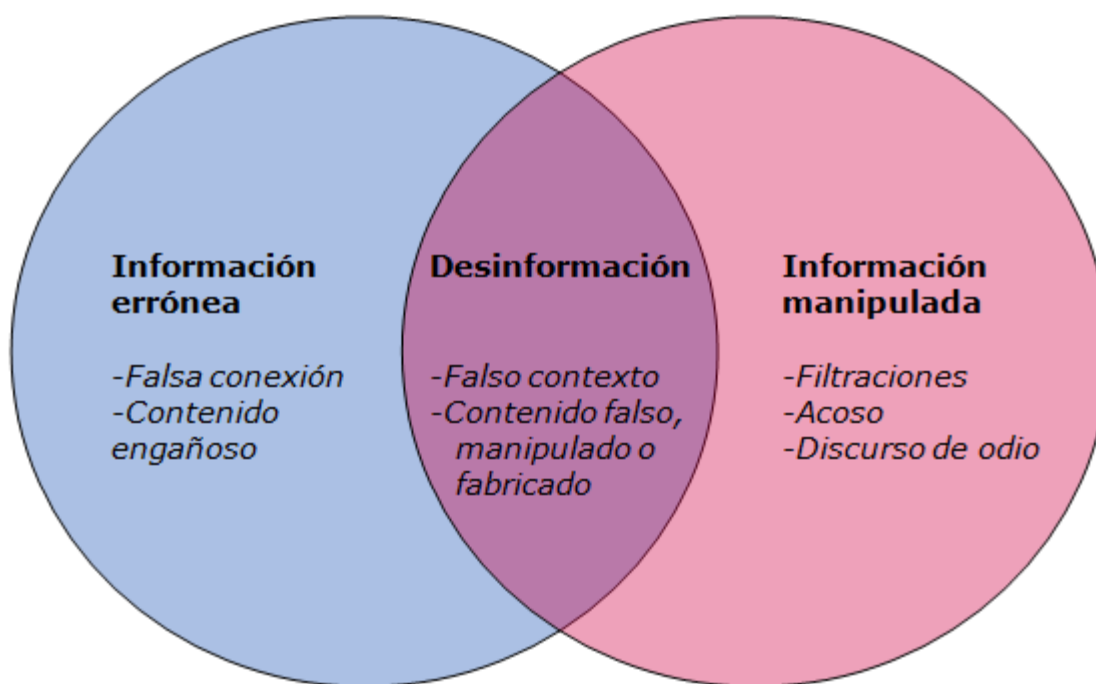 Información
errónea
-Falsa conexión
-Contenido
engañoso
Desinformación
-Falso contexto
-Contenido falso,
manipulado o
fabricado
Información
manipulada
-Filtraciones
-Acoso
-Discurso de odio